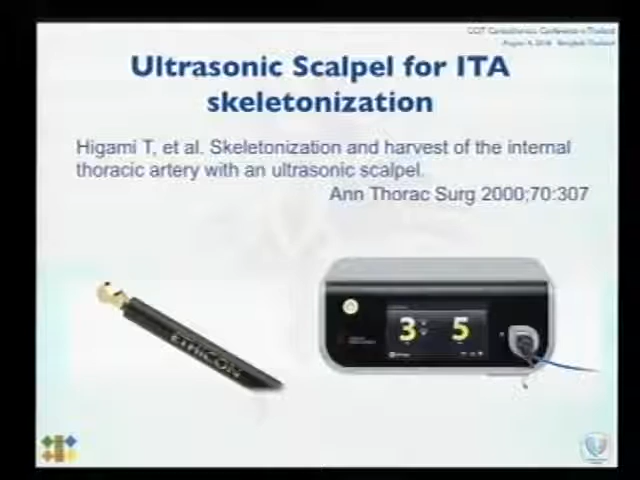 Ultrasonic Scalpel for ITA
skeletonization
Higami T, et al. Skeletonization and harvest of the internal
thoracic artery with an ultrasonic scalpel.
Ann Thorac Surg 2000;70:307
ETHICON
3 5